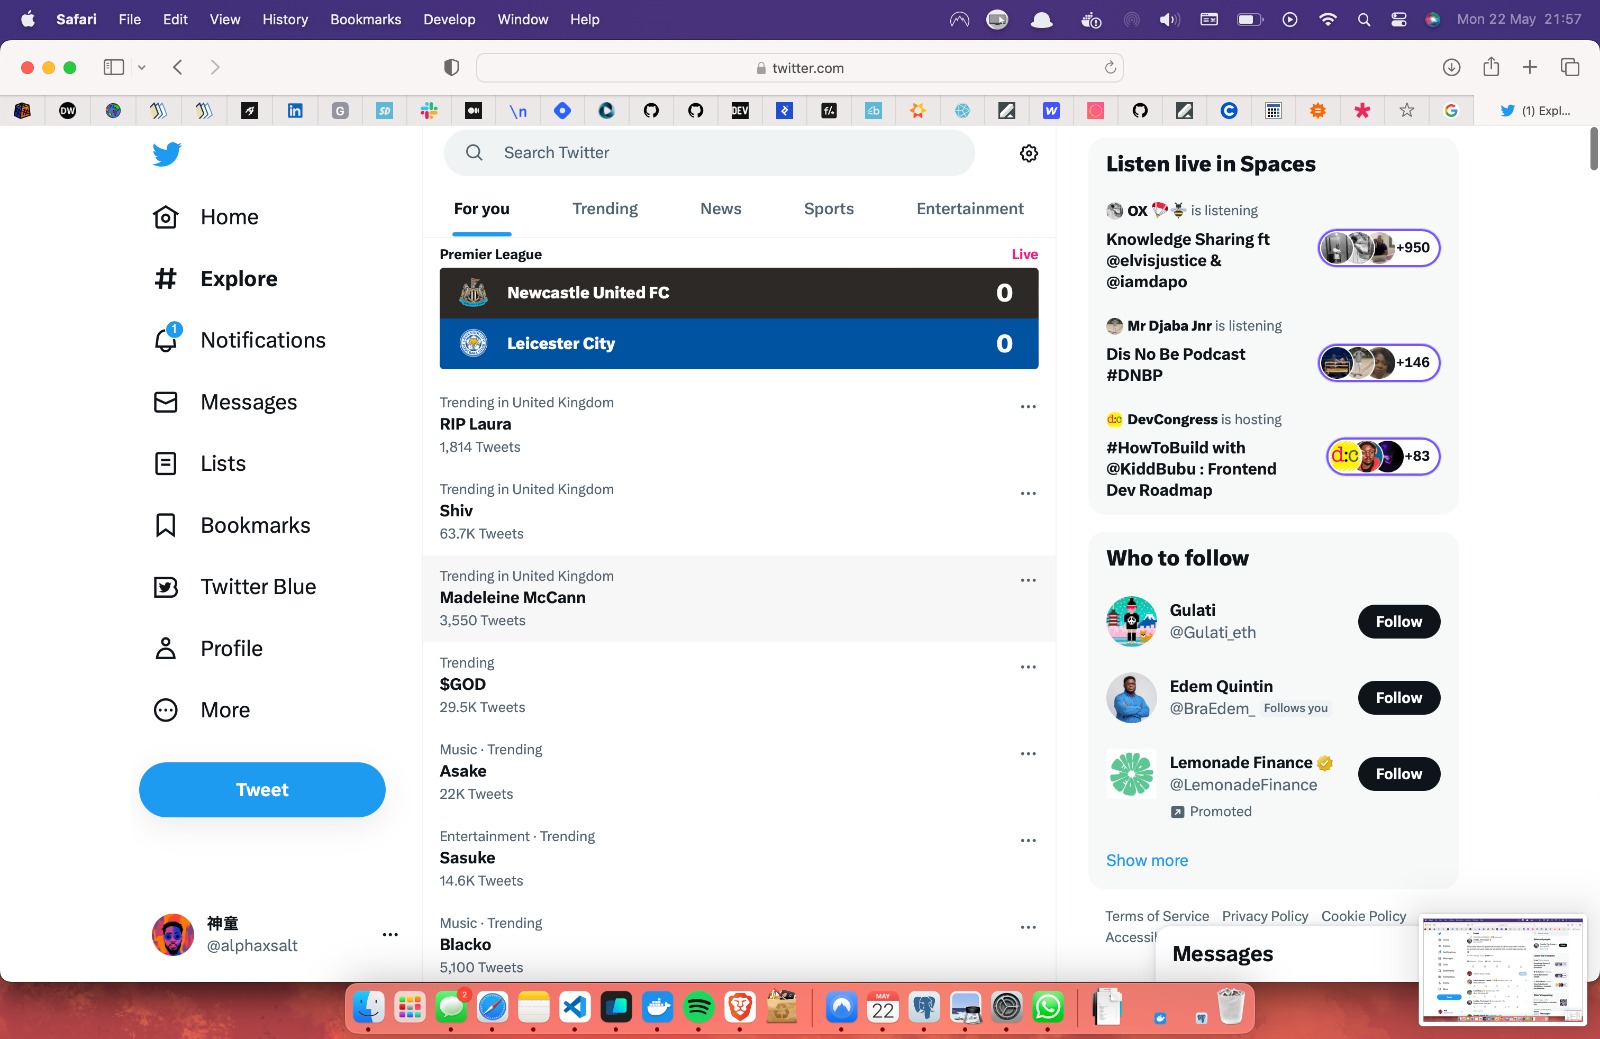 Safari File Edit View History Bookmarks Develop Window Help
Mon 22 May 21:57
twitter.com
DW
in
G
SD
\n
DEV
f/.
W
C
G
(1) Expl...
Search Twitter
For you Trending News Sports Entertainment
Home
Explore
1
Notifications
Messages
Lists
Bookmarks
Twitter Blue
Profile
More
Tweet
神童
@alphaxsalt
Premier League Live
Newcastle United FC 0
Leicester City 0
Trending in United Kingdom
RIP Laura
1,814 Tweets
Trending in United Kingdom
Shiv
63.7K Tweets
Trending in United Kingdom
Madeleine McCann
3,550 Tweets
Trending
$GOD
29.5K Tweets
Music · Trending
Asake
22K Tweets
Entertainment · Trending
Sasuke
14.6K Tweets
Music · Trending
Blacko
5,100 Tweets
Listen live in Spaces
OX is listening
Knowledge Sharing ft
@elvisjustice &
@iamdapo
+950
Mr Djaba Jnr is listening
Dis No Be Podcast
#DNBP
+146
d:c DevCongress is hosting
#HowToBuild with
@KiddBubu : Frontend
Dev Roadmap
d:c +83
Who to follow
Gulati
@Gulati_eth
Follow
Edem Quintin
@BraEdem_ Follows you
Follow
Lemonade Finance
@LemonadeFinance
Promoted
Follow
Show more
Terms of Service Privacy Policy Cookie Policy
Messages
2
MAY
22